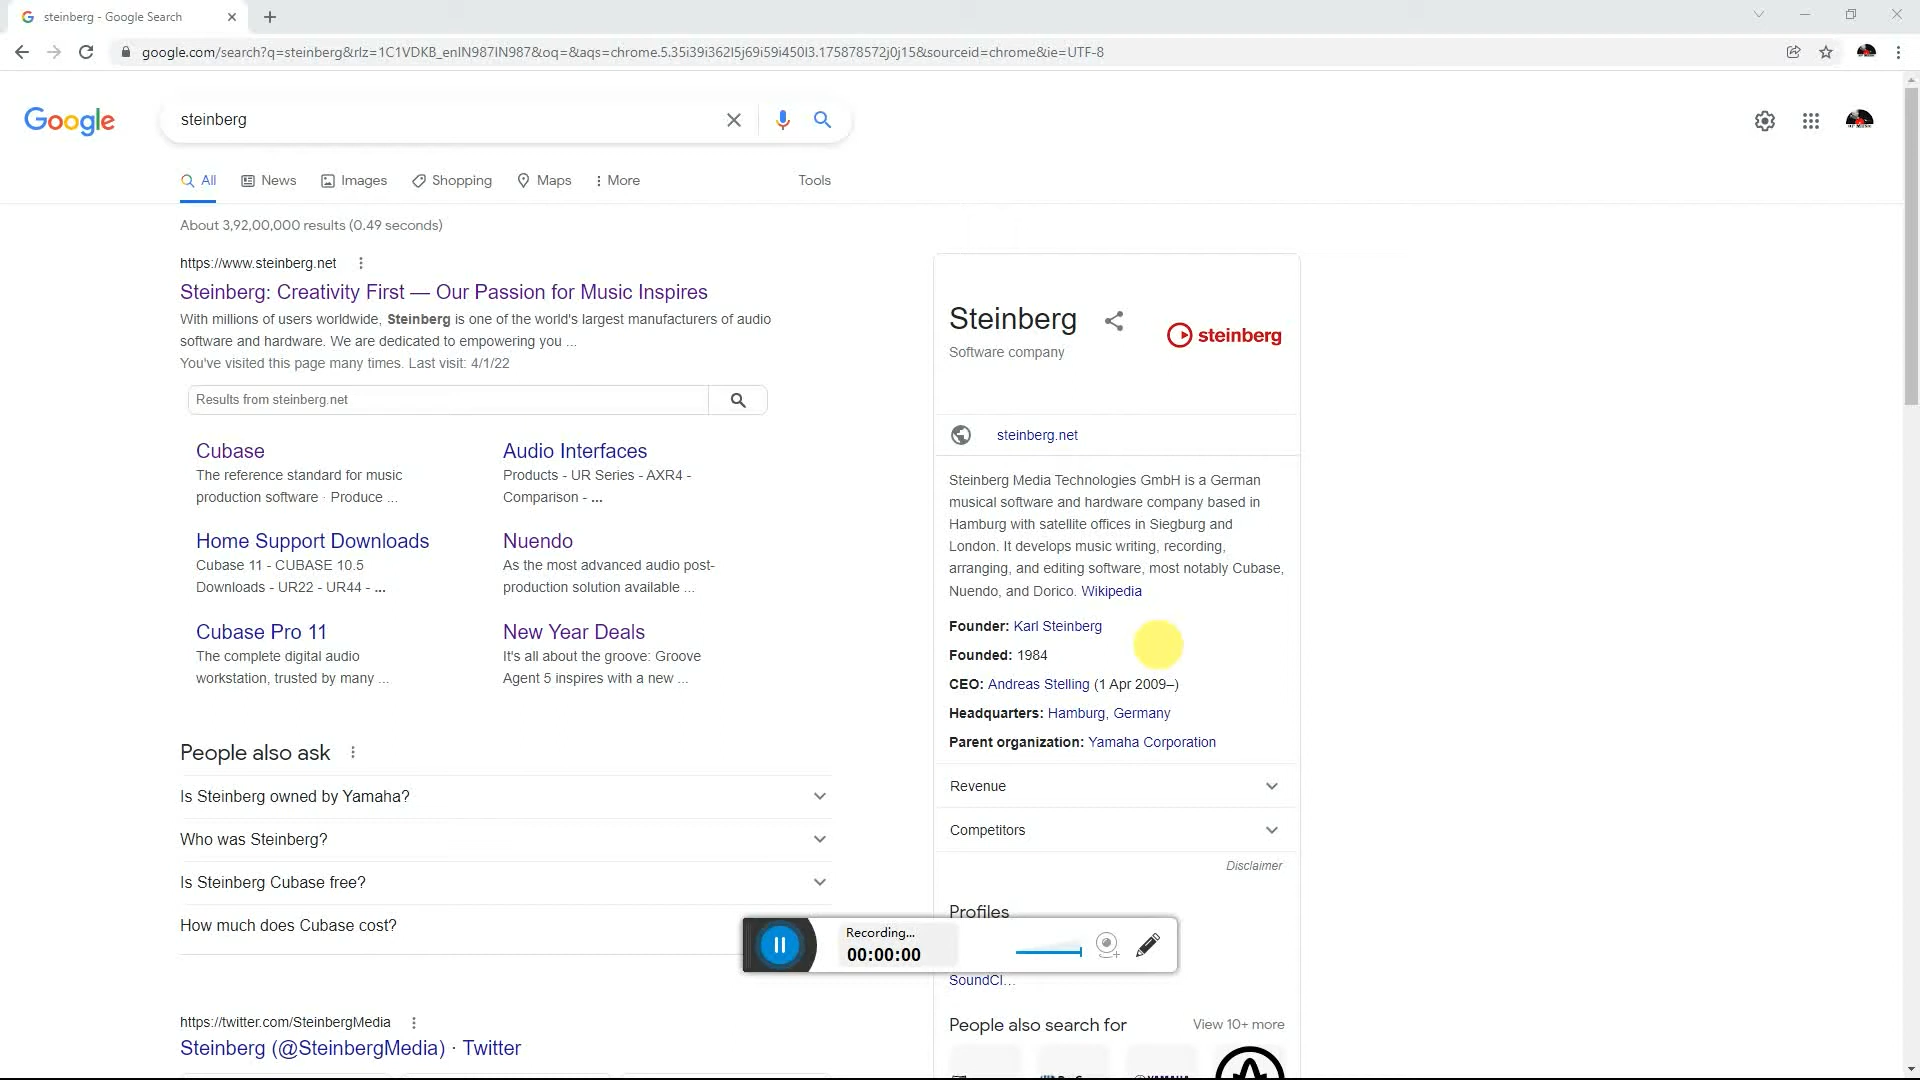 steinberg - Google Search
google.com/search?q=steinberg&rlz=1C1VDKB_enIN987IN987&oq=&aqs=chrome.5.35i39i362l5j69i59i450l3.175878572j0j15&sourceid=chrome&ie=UTF-8
Google
steinberg
All
News
Images
Shopping
Maps
More
Tools
About 3,92,00,000 results (0.49 seconds)
https://www.steinberg.net
Steinberg: Creativity First — Our Passion for Music Inspires
With millions of users worldwide, Steinberg is one of the world's largest manufacturers of audio
software and hardware. We are dedicated to empowering you ...
You've visited this page many times. Last visit: 4/1/22
Results from steinberg.net
Cubase
The reference standard for music
production software · Produce ...
Audio Interfaces
Products - UR Series - AXR4 -
Comparison - ...
Home Support Downloads
Cubase 11 - CUBASE 10.5
Downloads - UR22 - UR44 - ...
Nuendo
As the most advanced audio post-
production solution available ...
Cubase Pro 11
The complete digital audio
workstation, trusted by many ...
New Year Deals
It's all about the groove: Groove
Agent 5 inspires with a new ...
People also ask
Is Steinberg owned by Yamaha?
Who was Steinberg?
Is Steinberg Cubase free?
How much does Cubase cost?
https://twitter.com/SteinbergMedia
Steinberg (@SteinbergMedia) · Twitter
Steinberg
Software company
steinberg
steinberg.net
Steinberg Media Technologies GmbH is a German
musical software and hardware company based in
Hamburg with satellite offices in Siegburg and
London. It develops music writing, recording,
arranging, and editing software, most notably Cubase,
Nuendo, and Dorico. Wikipedia
Founder: Karl Steinberg
Founded: 1984
CEO: Andreas Stelling (1 Apr 2009–)
Headquarters: Hamburg, Germany
Parent organization: Yamaha Corporation
Revenue
Competitors
Disclaimer
Profiles
Recording...
00:00:00
SoundCl...
People also search for
View 10+ more